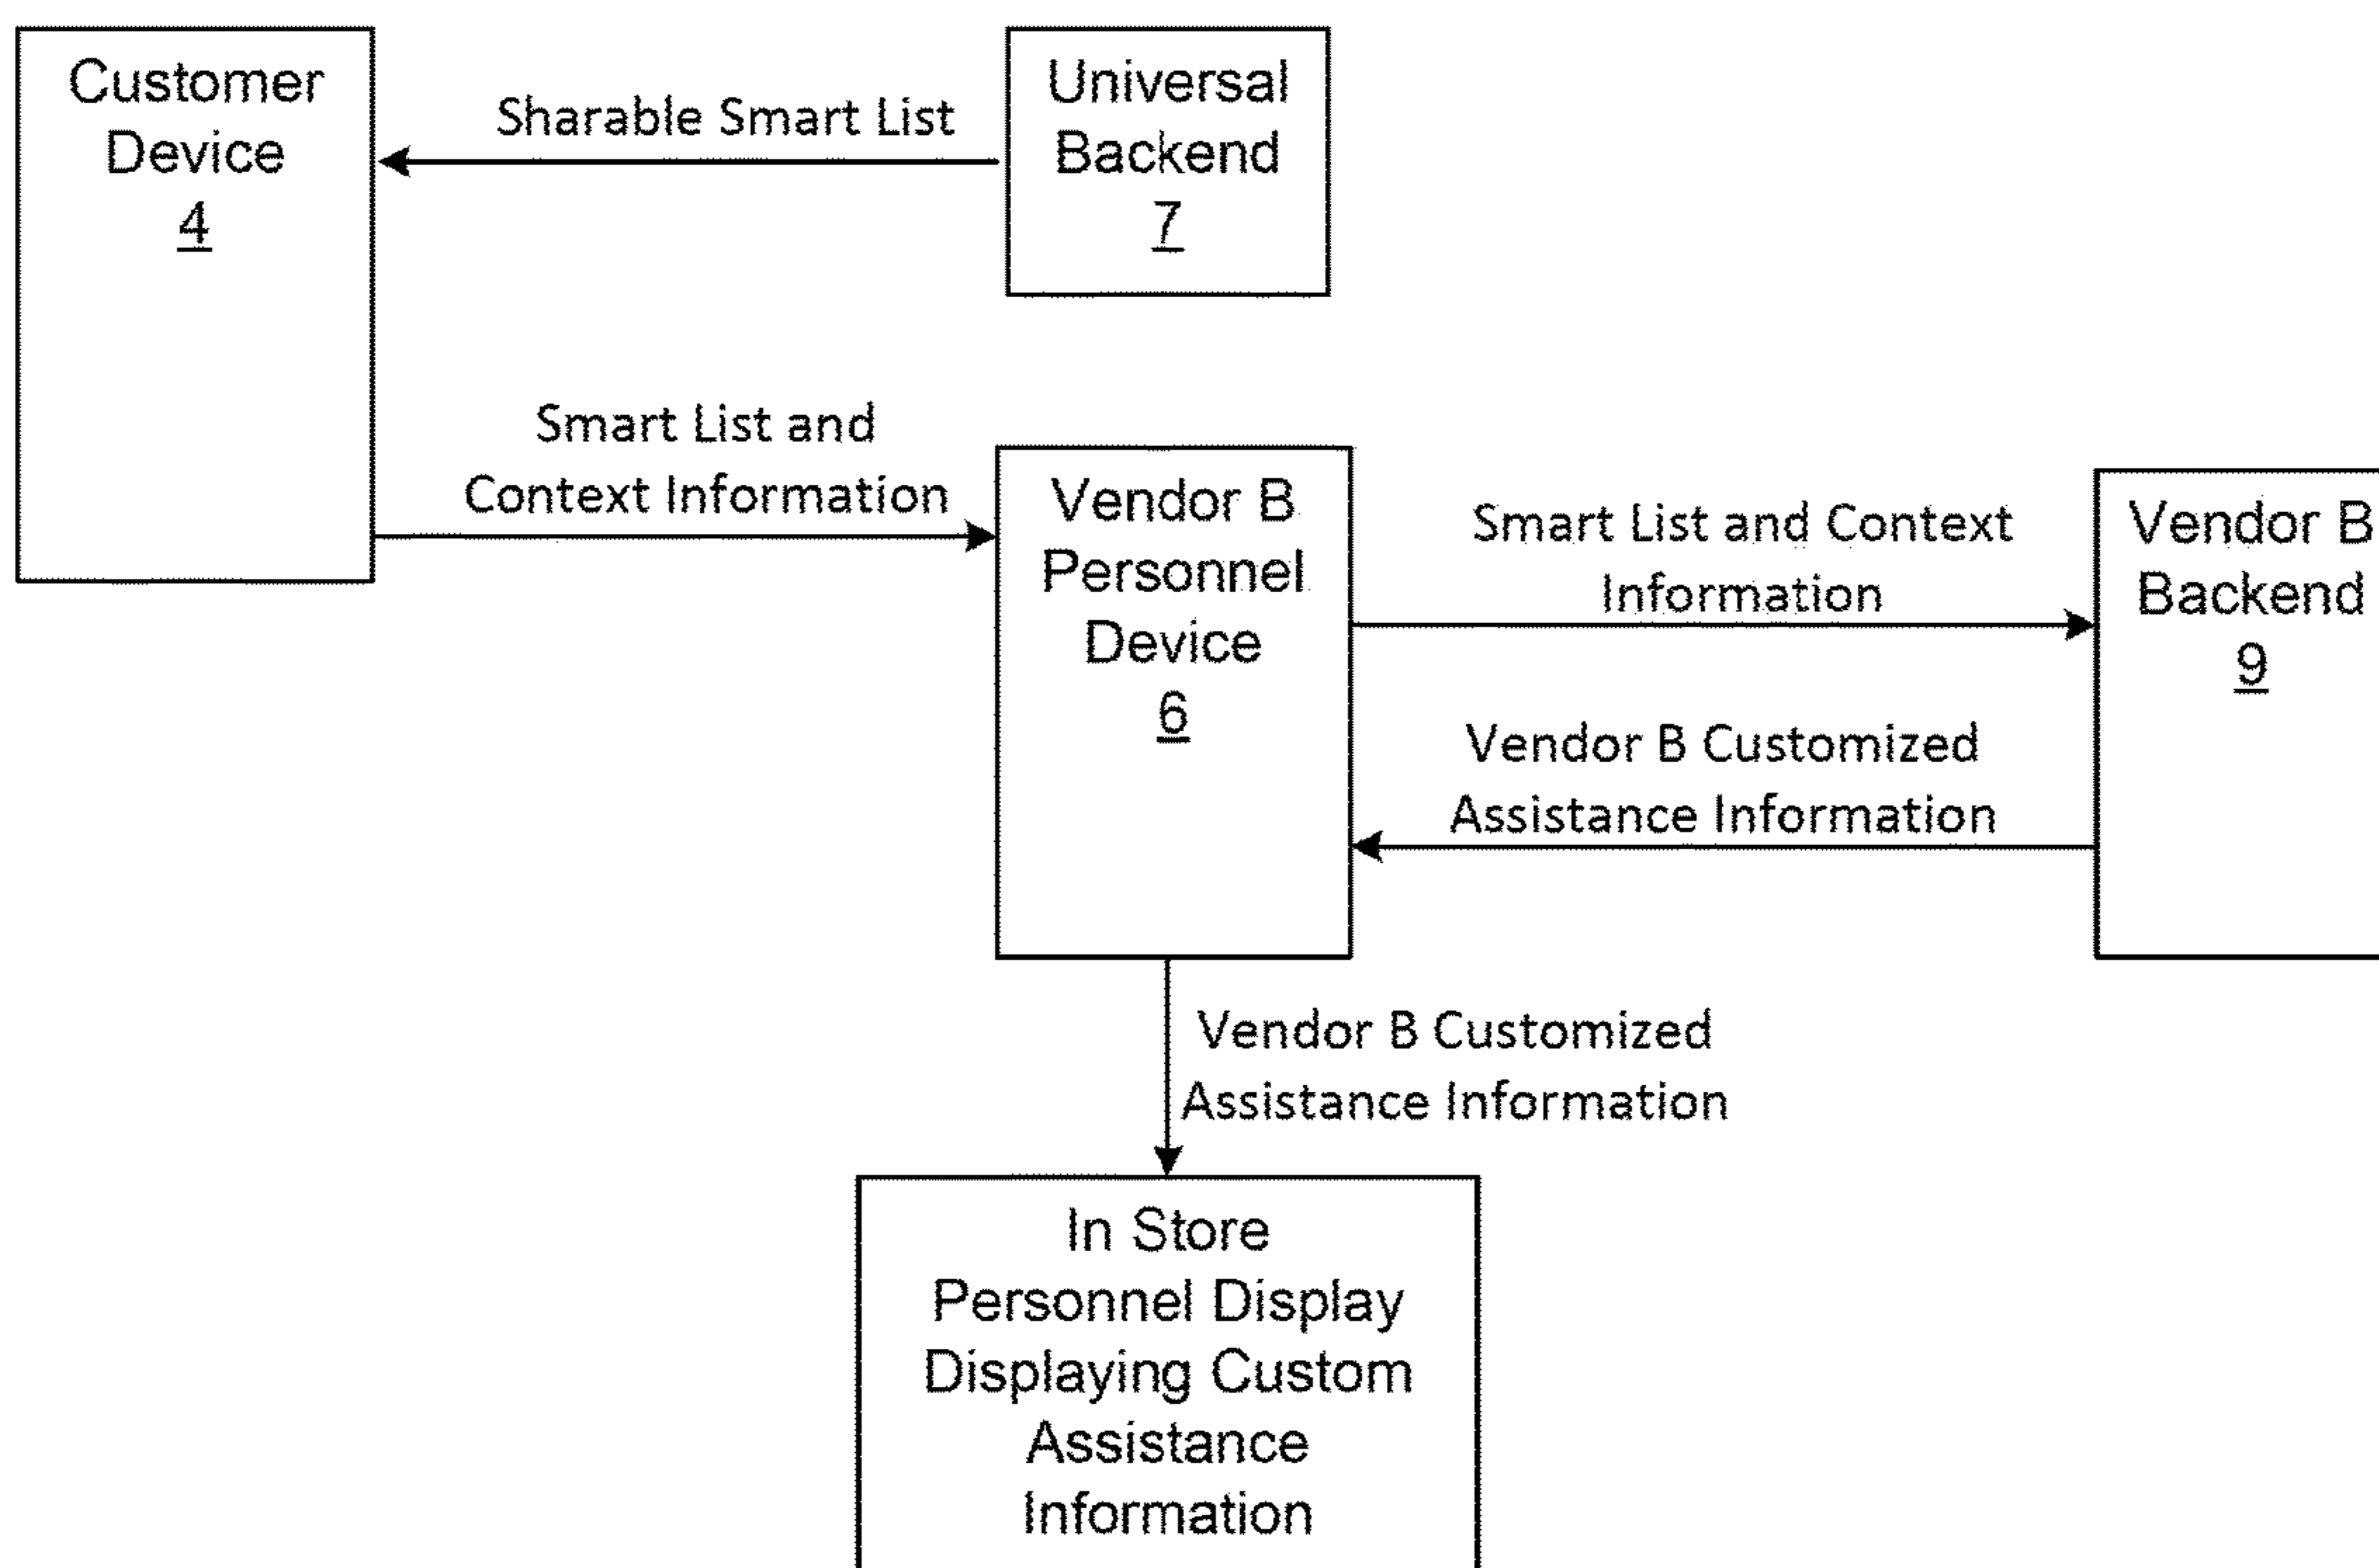 Customer
Device
4
Sharable Smart List
Universal
Backend
7
Smart List and
Context Information
Vendor B
Personnel
Device
6
Smart List and Context
Information
Vendor B
Backend
9
Vendor B Customized
Assistance Information
Vendor B Customized
Assistance Information
In Store
Personnel Display
Displaying Custom
Assistance
Information